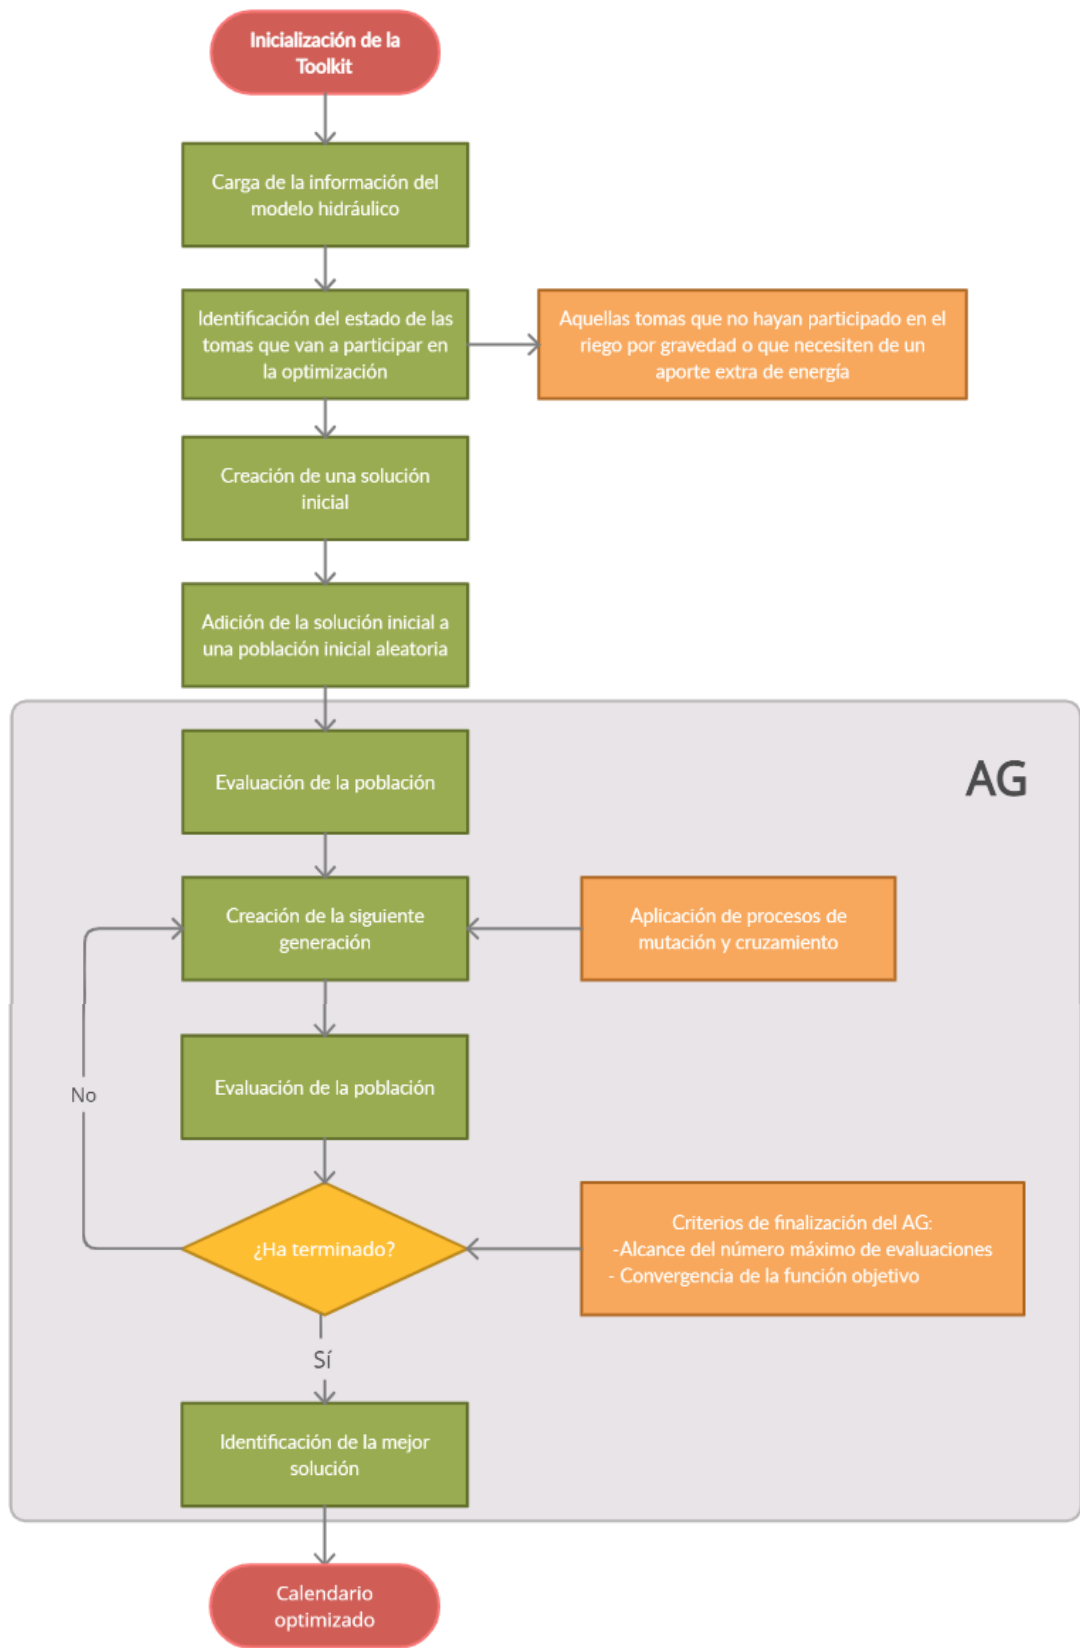 Inicialización de la
Toolkit
Carga de la información del
modelo hidráulico
Identificación del estado de las
tomas que van a participar en
la optimización
Aquellas tomas que no hayan participado en el
riego por gravedad o que necesiten de un
aporte extra de energía
Creación de una solución
inicial
Adición de la solución inicial a
una población inicial aleatoria
AG
Evaluación de la población
Creación de la siguiente
generación
Aplicación de procesos de
mutación y cruzamiento
Evaluación de la población
No
¿Ha terminado?
Criterios de finalización del AG:
-Alcance del número máximo de evaluaciones
- Convergencia de la función objetivo
Sí
Identificación de la mejor
solución
Calendario
optimizado